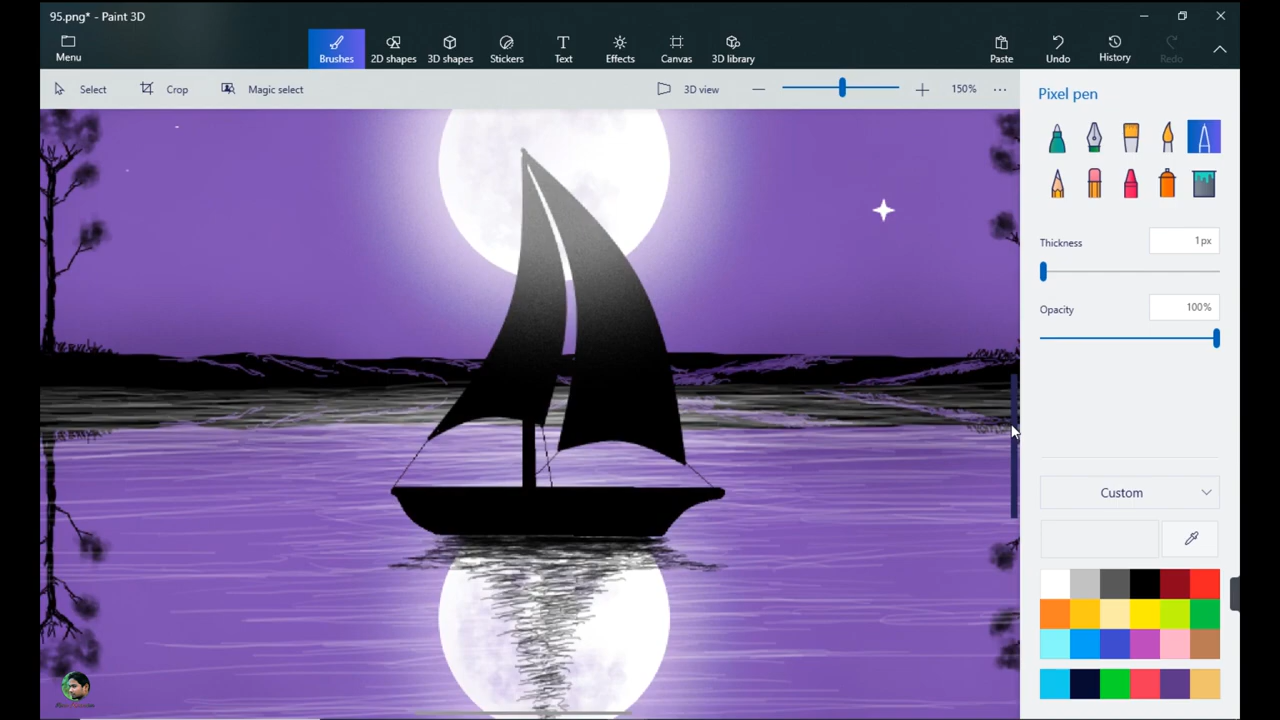 95.png* - Paint 3D
Menu
Brushes
2D shapes
3D shapes
Stickers
Text
Effects
Canvas
3D library
Paste
Undo
History
Redo
Select
Crop
Magic select
3D view
150%
Pixel pen
Thickness
1px
Opacity
100%
Custom